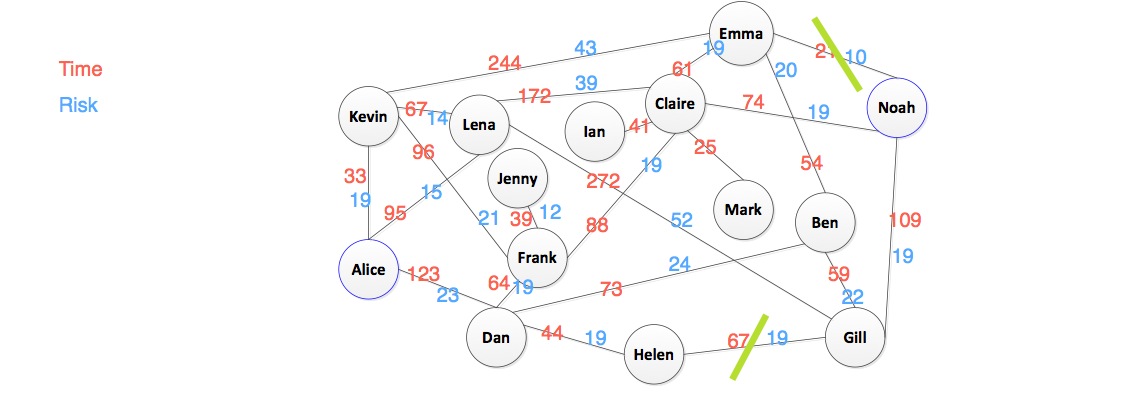 Emma
43
19
21
10
244
Time
61
20
39
172
Claire
Risk
74
Noah
Kevin
67
14
Lena
Ian
41
19
25
96
54
19
33
Jenny
272
15
19
95
21
39
12
88
52
Mark
Ben
109
Alice
123
Frank
24
19
59
23
64
19
73
22
Dan
44
19
Helen
67
19
Gill